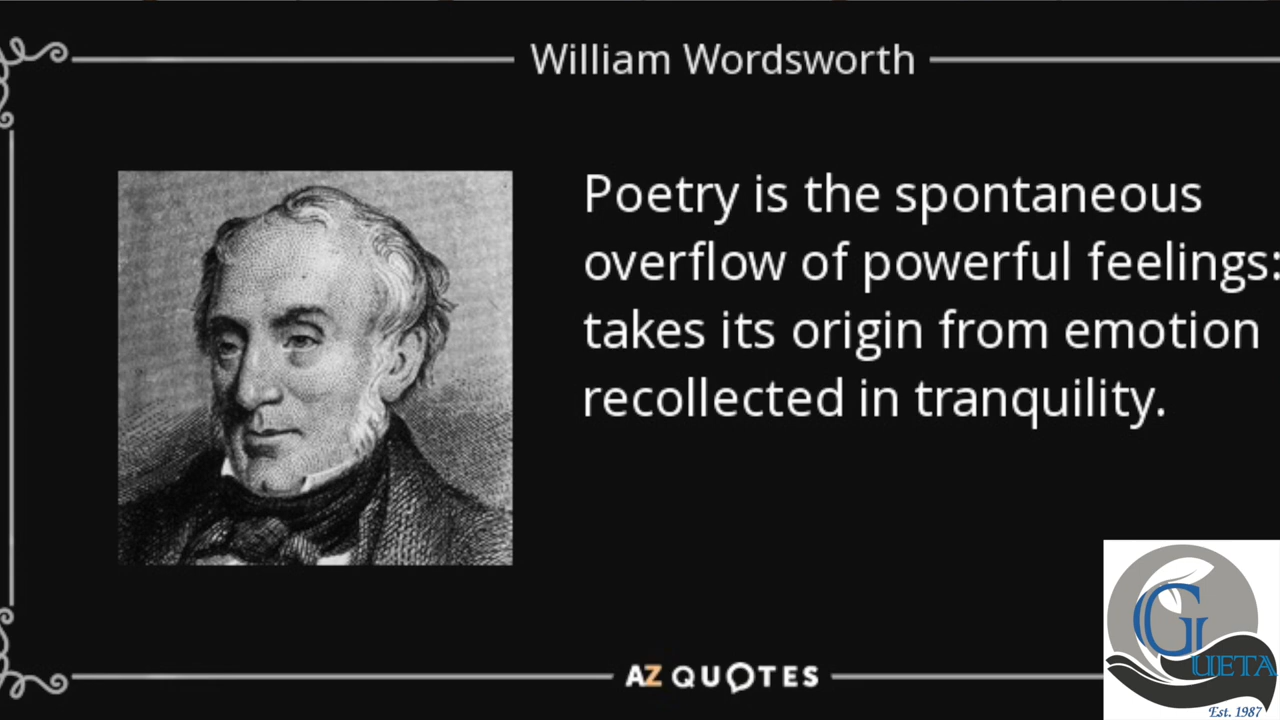 William Wordsworth
Poetry is the spontaneous
overflow of powerful feelings:
takes its origin from emotion
recollected in tranquility.
AZ QUOTES
GUETA
Est. 1987